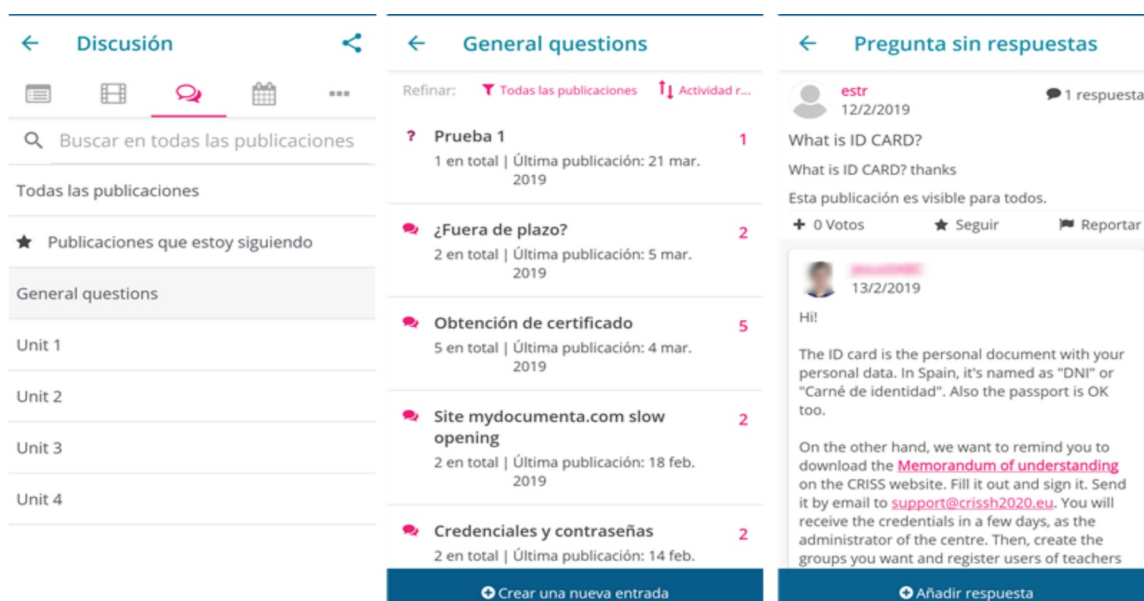 Discusión
Buscar en todas las publicaciones
Todas las publicaciones
Publicaciones que estoy siguiendo
General questions
Unit 1
Unit 2
Unit 3
Unit 4
General questions
Refinar: Todas las publicaciones Actividad r...
? Prueba 1 1
1 en total | Última publicación: 21 mar.
2019
¿Fuera de plazo? 2
2 en total | Última publicación: 5 mar.
2019
Obtención de certificado 5
5 en total | Última publicación: 4 mar.
2019
Site mydocumenta.com slow 2
opening
2 en total | Última publicación: 18 feb.
2019
Credenciales y contraseñas 2
2 en total | Última publicación: 14 feb.
Crear una nueva entrada
Pregunta sin respuestas
estr 1 respuesta
12/2/2019
What is ID CARD?
What is ID CARD? thanks
Esta publicación es visible para todos.
+ 0 Votos Seguir Reportar
13/2/2019
Hi!
The ID card is the personal document with your
personal data. In Spain, it's named as "DNI" or
"Carné de identidad". Also the passport is OK
too.
On the other hand, we want to remind you to
download the Memorandum of understanding
on the CRISS website. Fill it out and sign it. Send
it by email to support@crissh2020.eu. You will
receive the credentials in a few days, as the
administrator of the centre. Then, create the
groups you want and register users of teachers
Añadir respuesta